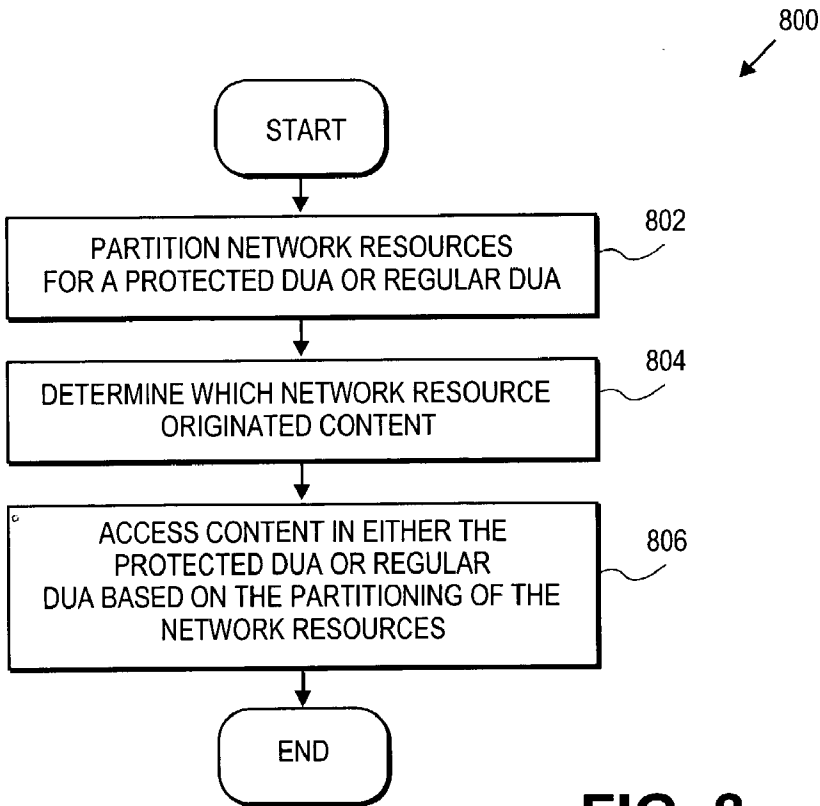 800
START
PARTITION NETWORK RESOURCES
FOR A PROTECTED DUA OR REGULAR DUA
802
DETERMINE WHICH NETWORK RESOURCE
ORIGINATED CONTENT
804
ACCESS CONTENT IN EITHER THE
PROTECTED DUA OR REGULAR
DUA BASED ON THE PARTITIONING OF THE
NETWORK RESOURCES
806
END
FIG. 8